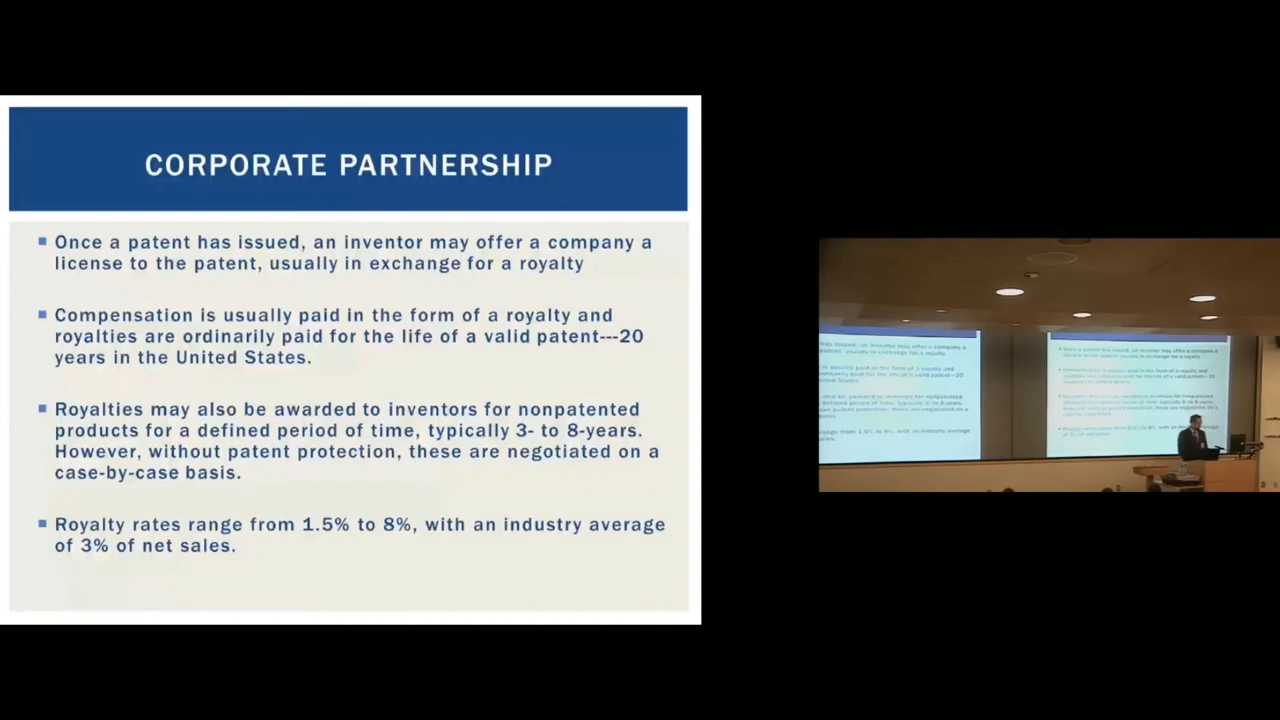 CORPORATE PARTNERSHIP
Once a patent has issued, an inventor may offer a company a
license to the patent, usually in exchange for a royalty
Compensation is usually paid in the form of a royalty and
royalties are ordinarily paid for the life of a valid patent---20
years in the United States.
Royalties may also be awarded to inventors for nonpatented
products for a defined period of time, typically 3- to 8-years.
However, without patent protection, these are negotiated on a
case-by-case basis.
Royalty rates range from 1.5% to 8%, with an industry average
of 3% of net sales.